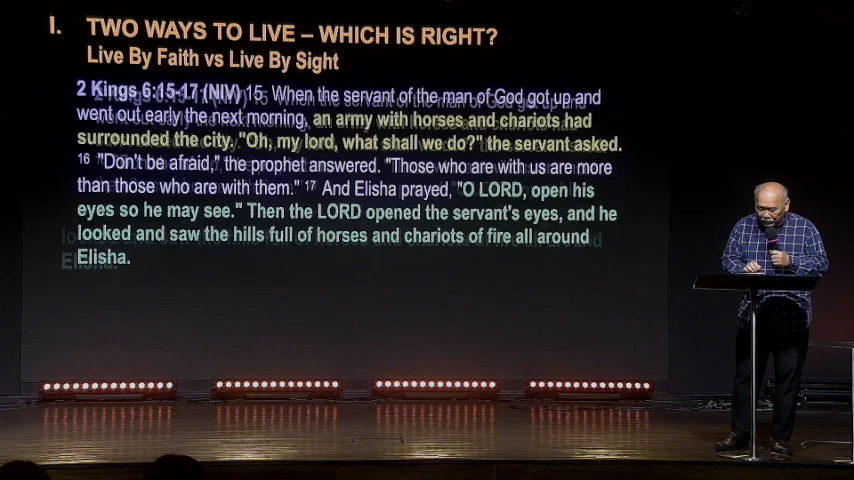 I. TWO WAYS TO LIVE – WHICH IS RIGHT?
Live By Faith vs Live By Sight
2 Kings 6:15-17 (NIV) 15 When the servant of the man of God got up and
went out early the next morning, an army with horses and chariots had
surrounded the city. "Oh, my lord, what shall we do?" the servant asked.
16 "Don't be afraid," the prophet answered. "Those who are with us are more
than those who are with them." 17 And Elisha prayed, "O LORD, open his
eyes so he may see." Then the LORD opened the servant's eyes, and he
looked and saw the hills full of horses and chariots of fire all around
Elisha.